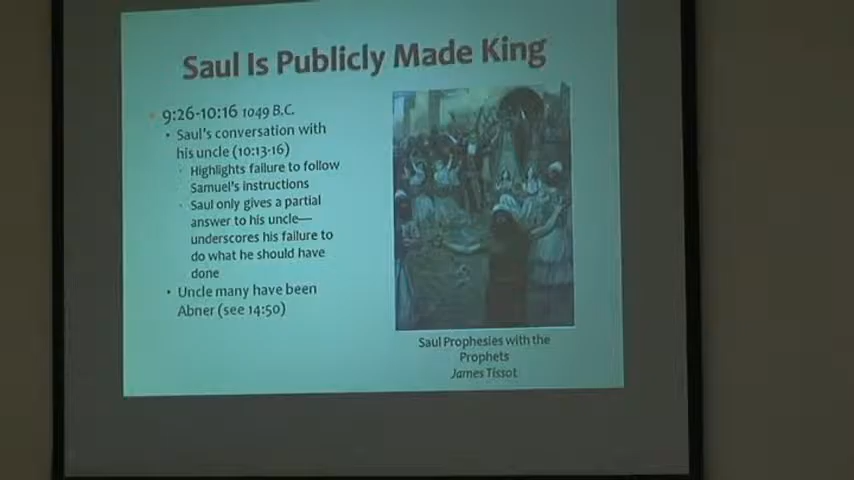 Saul Is Publicly Made King
• 9:26-10:16 1049 B.C.
• Saul's conversation with
his uncle (10:13-16)
· Highlights failure to follow
Samuel's instructions
· Saul only gives a partial
answer to his uncle—
underscores his failure to
do what he should have
done
• Uncle many have been
Abner (see 14:50)
Saul Prophesies with the
Prophets
James Tissot